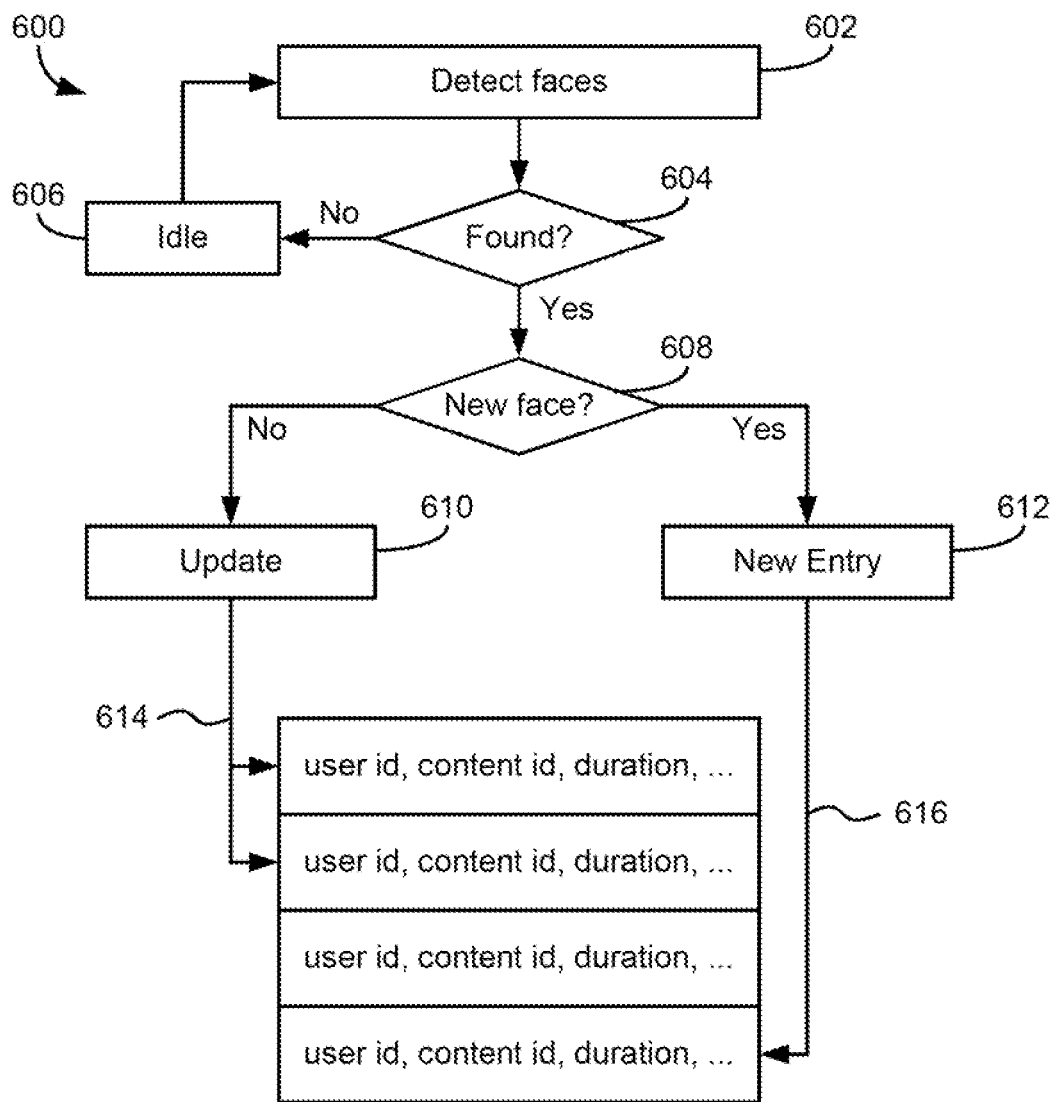 600
602
Detect faces
604
606
No
Idle
Found?
Yes
608
New face?
No
Yes
610
612
Update
New Entry
614
user id, content id, duration, ...
616
user id, content id, duration, ...
user id, content id, duration, ...
user id, content id, duration, ...